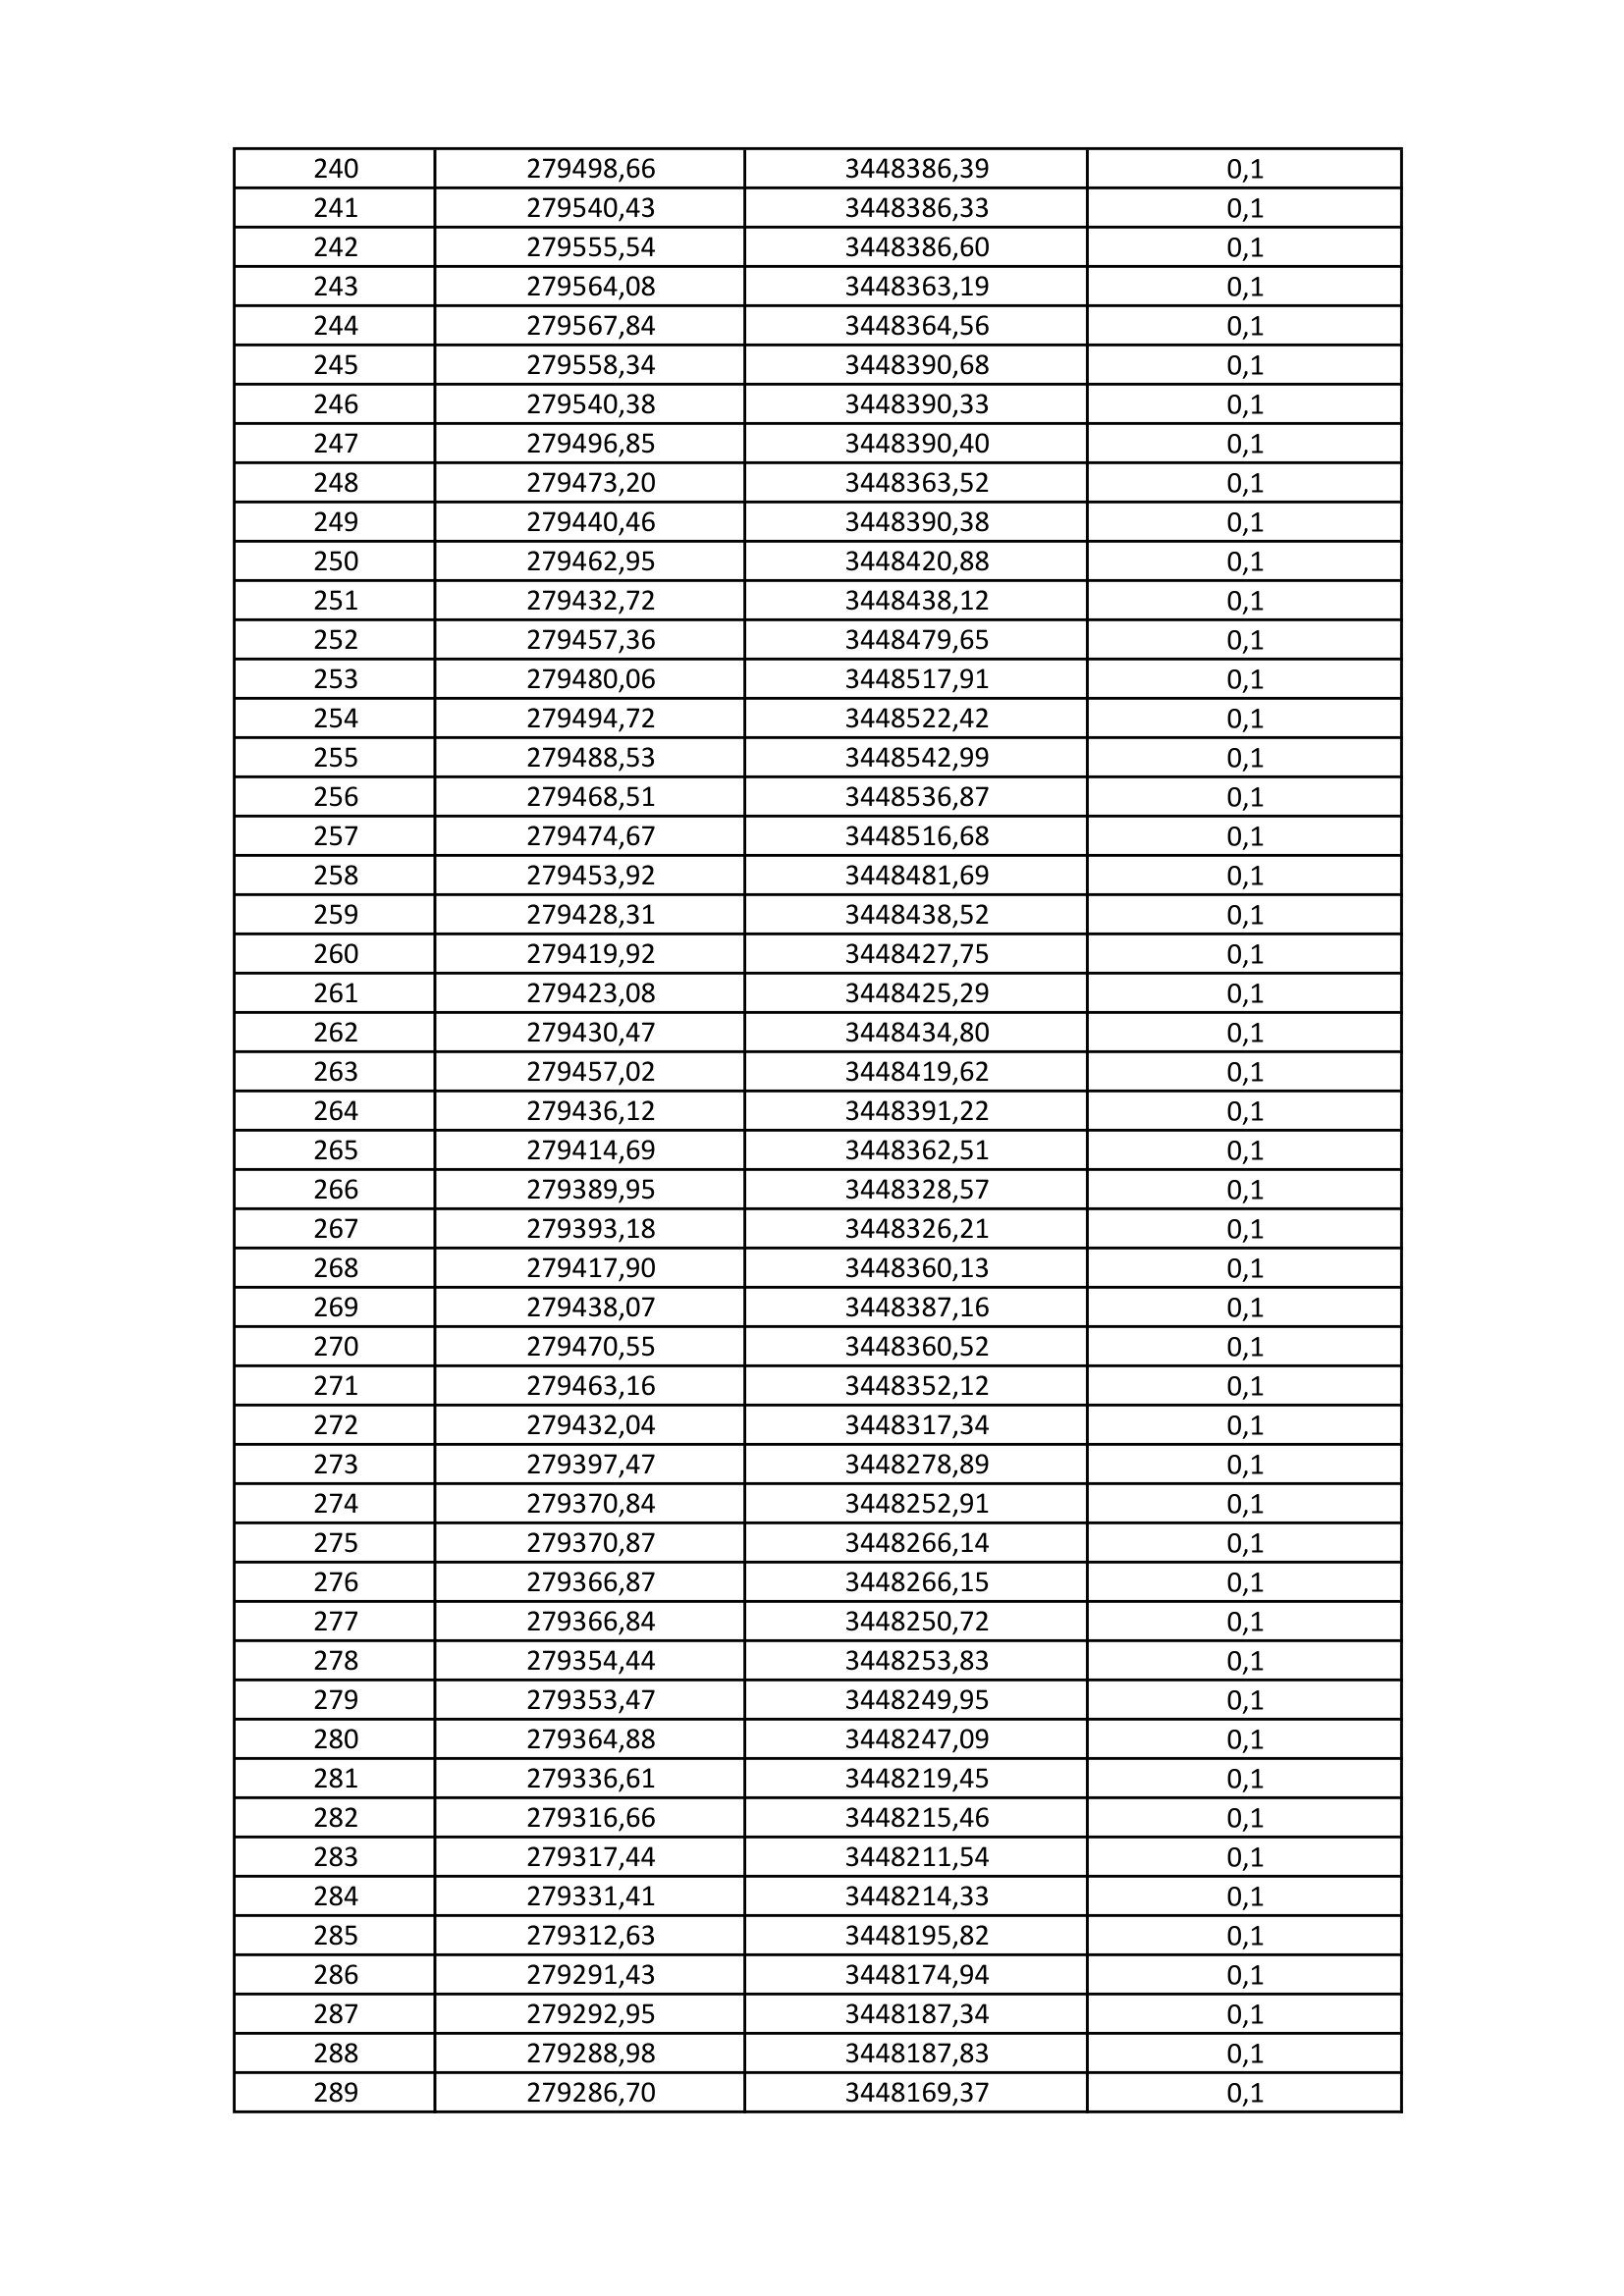 240 279498,66 3448386,39 0,1
241 279540,43 3448386,33 0,1
242 279555,54 3448386,60 0,1
243 279564,08 3448363,19 0,1
244 279567,84 3448364,56 0,1
245 279558,34 3448390,68 0,1
246 279540,38 3448390,33 0,1
247 279496,85 3448390,40 0,1
248 279473,20 3448363,52 0,1
249 279440,46 3448390,38 0,1
250 279462,95 3448420,88 0,1
251 279432,72 3448438,12 0,1
252 279457,36 3448479,65 0,1
253 279480,06 3448517,91 0,1
254 279494,72 3448522,42 0,1
255 279488,53 3448542,99 0,1
256 279468,51 3448536,87 0,1
257 279474,67 3448516,68 0,1
258 279453,92 3448481,69 0,1
259 279428,31 3448438,52 0,1
260 279419,92 3448427,75 0,1
261 279423,08 3448425,29 0,1
262 279430,47 3448434,80 0,1
263 279457,02 3448419,62 0,1
264 279436,12 3448391,22 0,1
265 279414,69 3448362,51 0,1
266 279389,95 3448328,57 0,1
267 279393,18 3448326,21 0,1
268 279417,90 3448360,13 0,1
269 279438,07 3448387,16 0,1
270 279470,55 3448360,52 0,1
271 279463,16 3448352,12 0,1
272 279432,04 3448317,34 0,1
273 279397,47 3448278,89 0,1
274 279370,84 3448252,91 0,1
275 279370,87 3448266,14 0,1
276 279366,87 3448266,15 0,1
277 279366,84 3448250,72 0,1
278 279354,44 3448253,83 0,1
279 279353,47 3448249,95 0,1
280 279364,88 3448247,09 0,1
281 279336,61 3448219,45 0,1
282 279316,66 3448215,46 0,1
283 279317,44 3448211,54 0,1
284 279331,41 3448214,33 0,1
285 279312,63 3448195,82 0,1
286 279291,43 3448174,94 0,1
287 279292,95 3448187,34 0,1
288 279288,98 3448187,83 0,1
289 279286,70 3448169,37 0,1